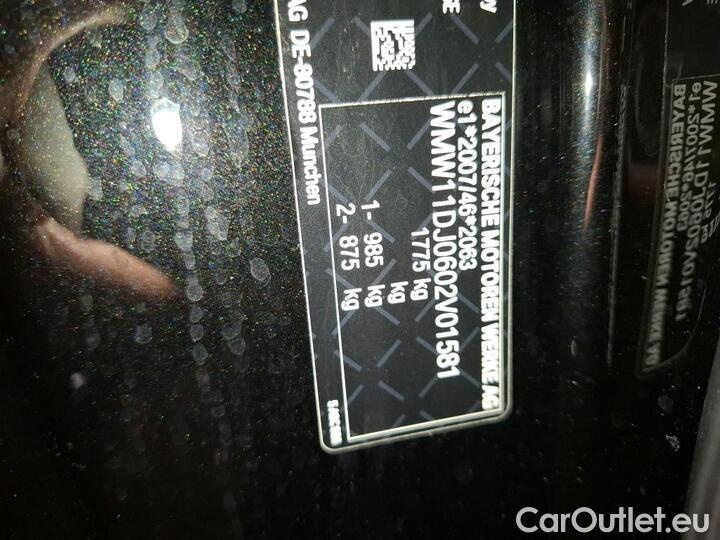 AG DE-80788 Munchen
BAYERISCHE MOTOREN WERKE AG
e1*2007/46*2063
WMW11DJ0602V01581
1775 kg
kg
1- 985 kg
2- 875 kg
CarOutlet.eu